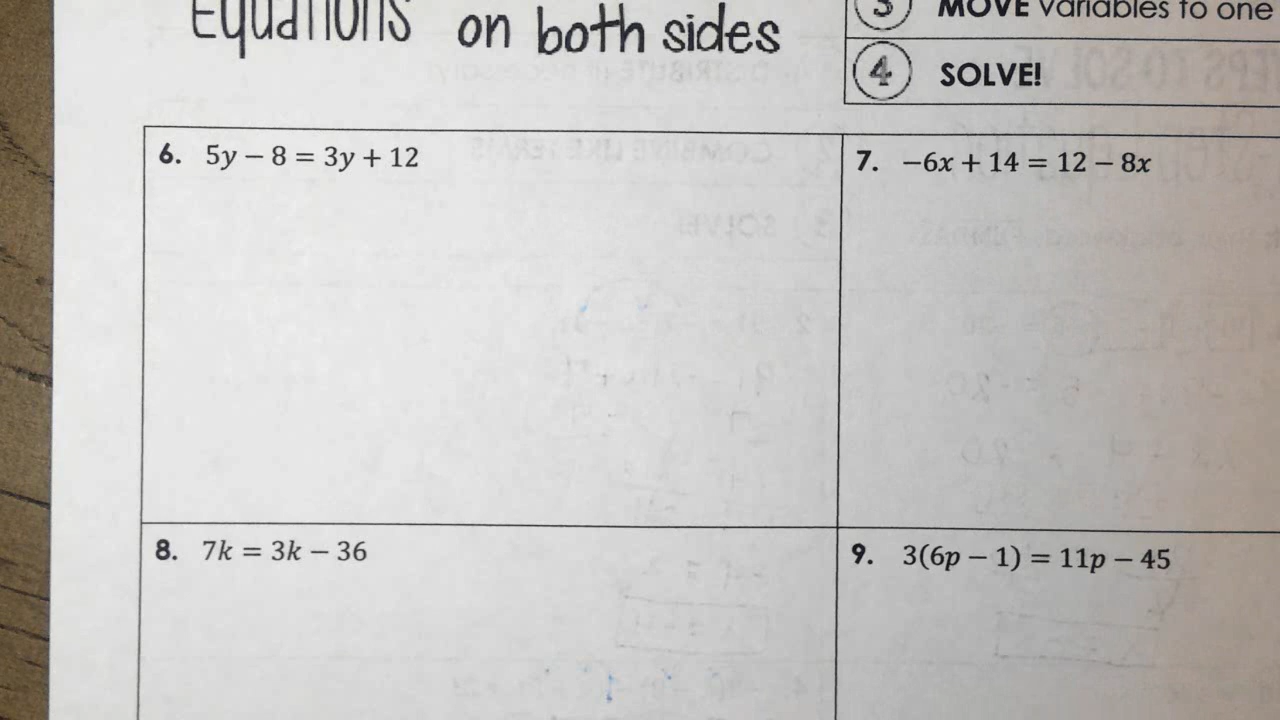 Equations on both sides
3 MOVE variables to one
4 SOLVE!
6. 5y − 8 = 3y + 12
7. −6x + 14 = 12 − 8x
8. 7k = 3k − 36
9. 3(6p − 1) = 11p − 45